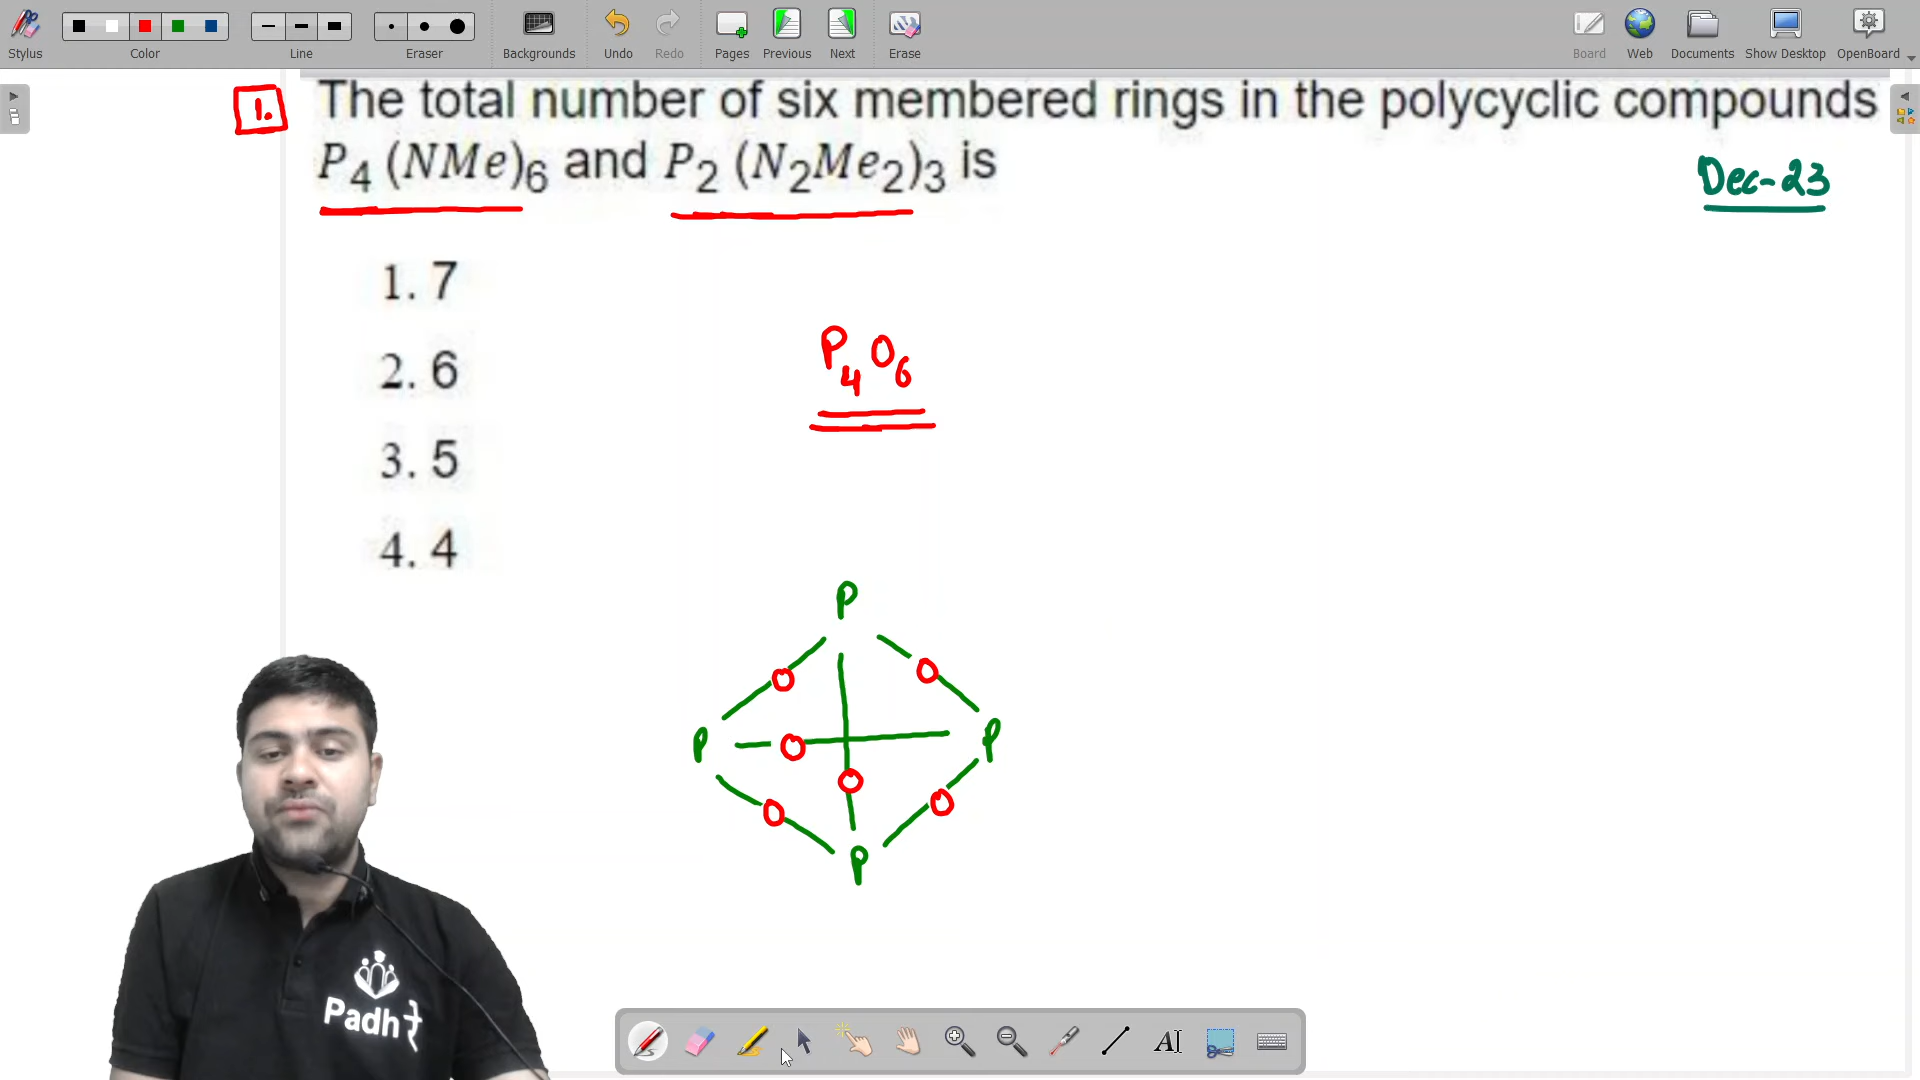 Stylus
Color
Line
Eraser
Backgrounds
Undo
Redo
Pages
Previous
Next
Erase
Board
Web
Documents
Show Desktop
OpenBoard
1. The total number of six membered rings in the polycyclic compounds
P4 (NMe)6 and P2 (N2Me2)3 is
Dec-23
1. 7
2. 6
3. 5
4. 4
P4O6
P
O O
P O P
O
O O
P
Padhरे
AI